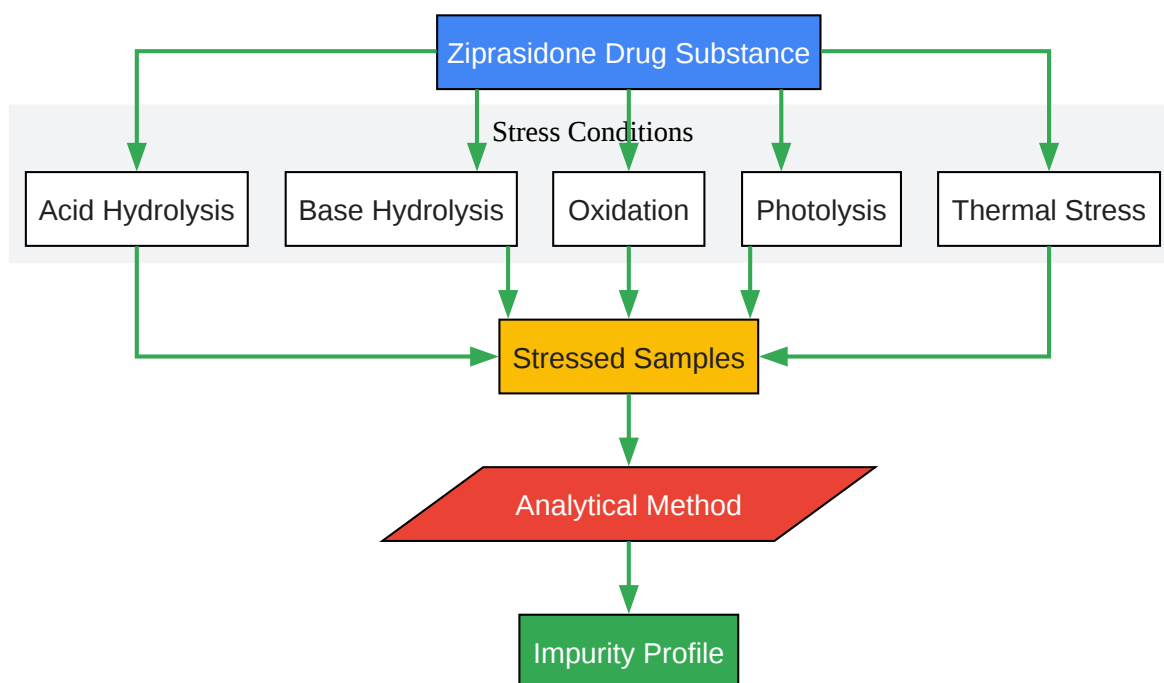 Ziprasidone Drug Substance
Stress Conditions
Acid Hydrolysis
Base Hydrolysis
Oxidation
Photolysis
Thermal Stress
Stressed Samples
Analytical Method
Impurity Profile